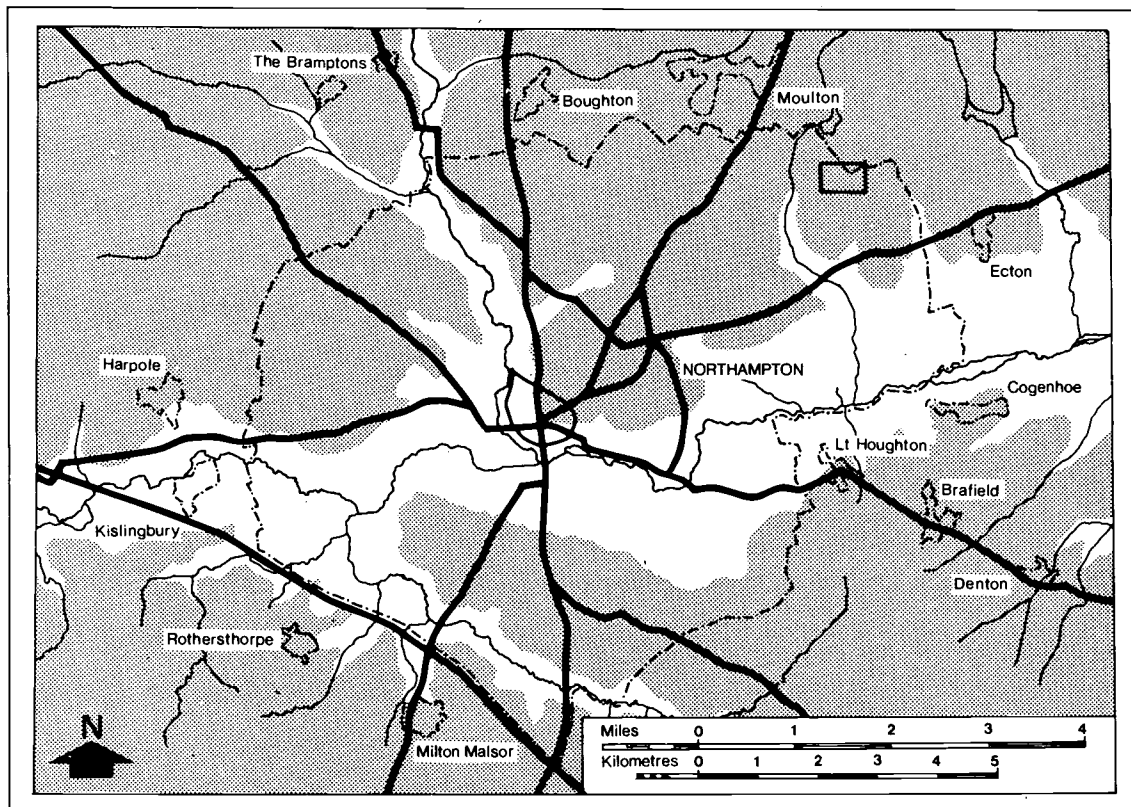 The Bramptons
Boughton
Moulton
Ecton
Harpole
NORTHAMPTON
Cogenhoe
Lt Houghton
Brafield
Kislingbury
Denton
Rothersthorpe
N
Milton Malsor
Miles 0 1 2 3 4
Kilometres 0 1 2 3 4 5